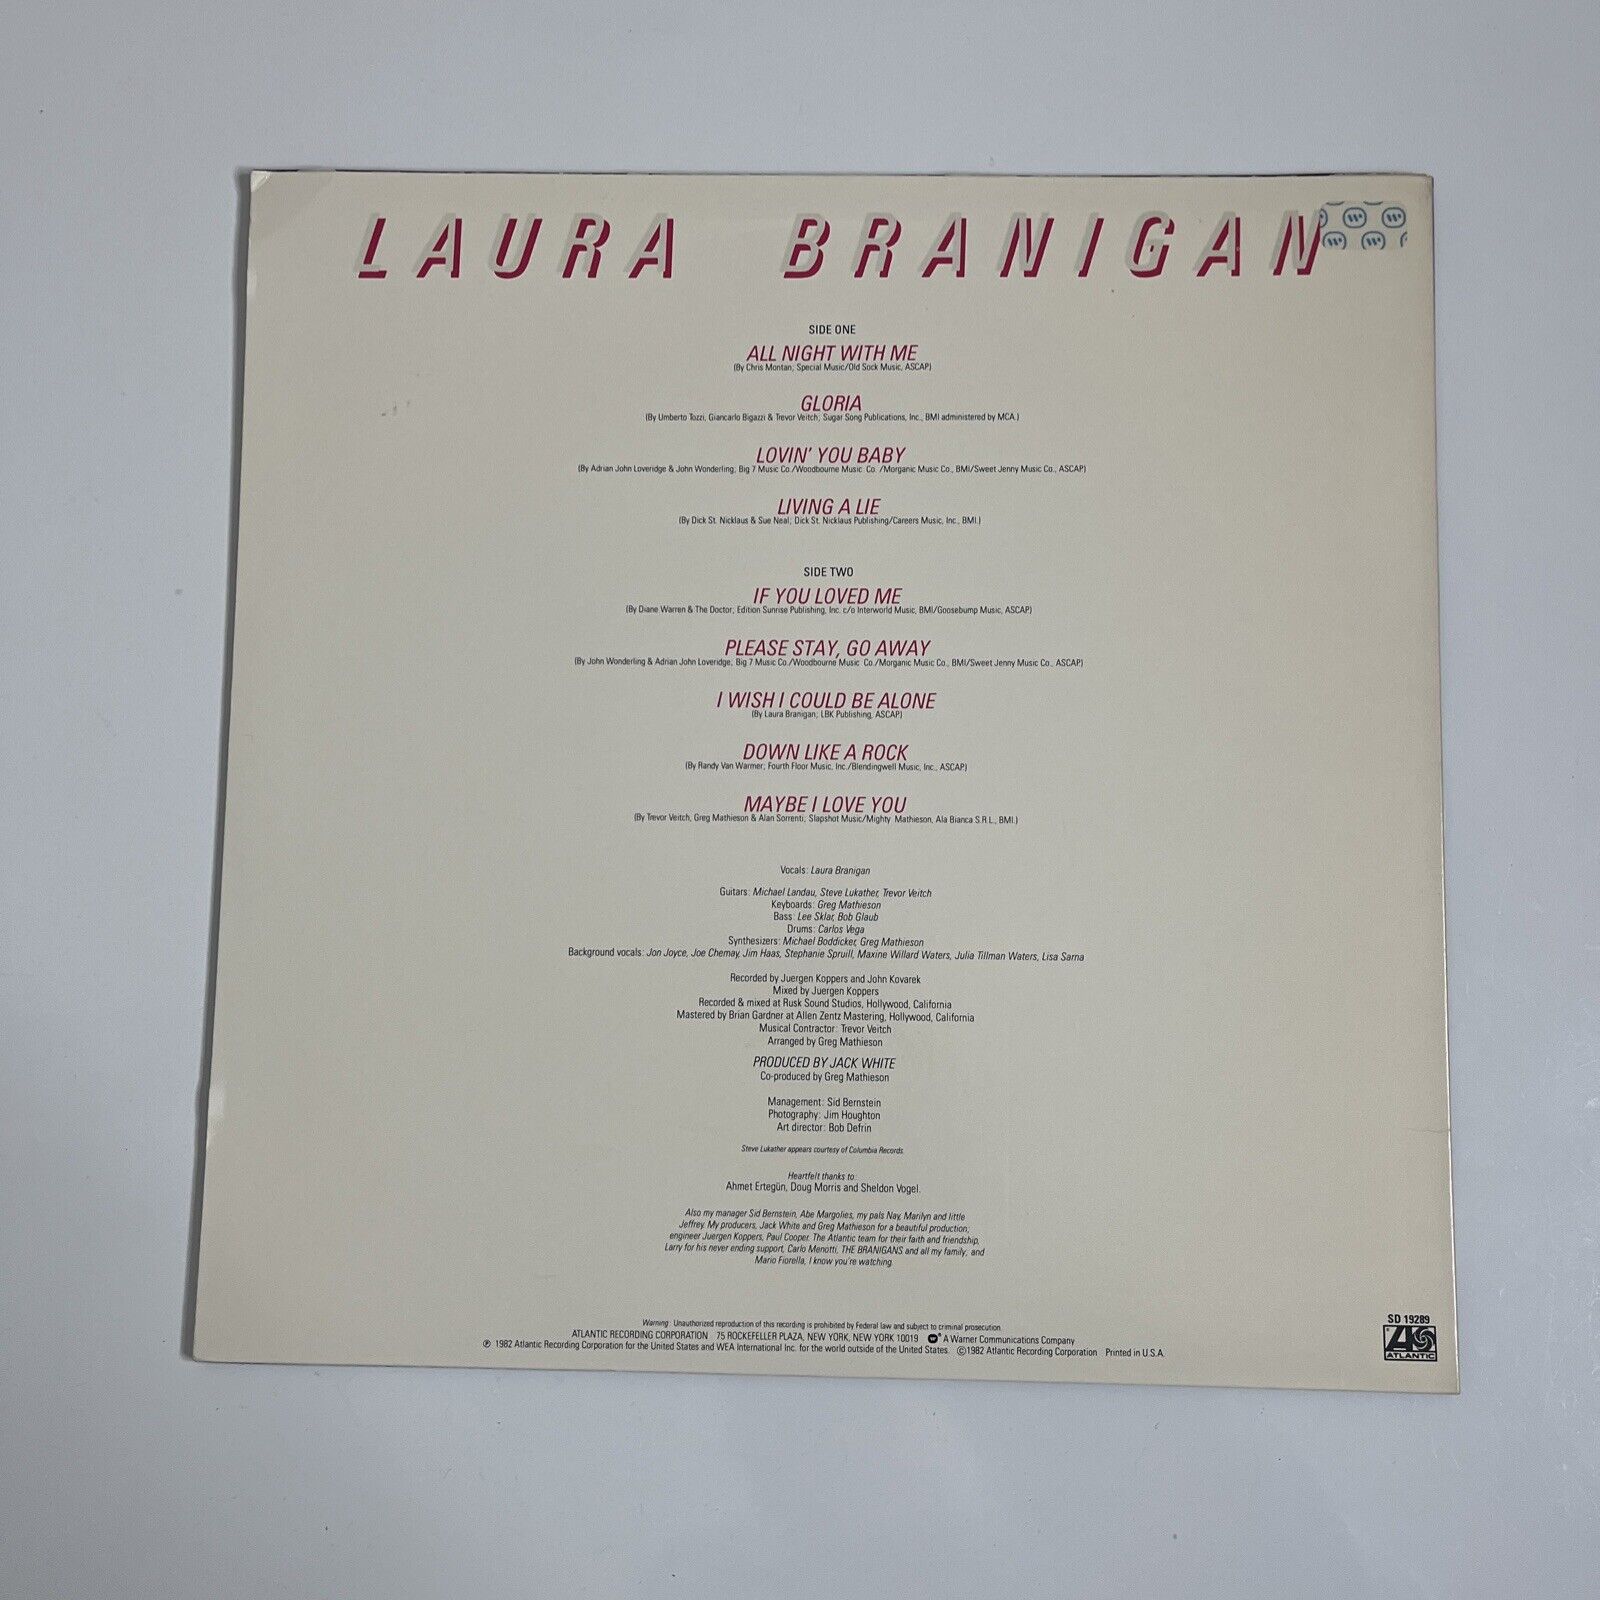 LAURA BRANIGAN
SIDE ONE
ALL NIGHT WITH ME
(By Chris Montan; Special Music/Old Sock Music, ASCAP)
GLORIA
(By Umberto Tozzi, Giancarlo Bigazzi & Trevor Veitch; Sugar Song Publications, Inc., BMI administered by MCA.)
LOVIN' YOU BABY
(By Adrian John Loveridge & John Wonderling; Big 7 Music Co./Woodbourne Music Co. /Morganic Music Co., BMI/Sweet Jenny Music Co., ASCAP)
LIVING A LIE
(By Dick St. Nicklaus & Sue Neal; Dick St. Nicklaus Publishing/Careers Music, Inc., BMI.)
SIDE TWO
IF YOU LOVED ME
(By Diane Warren & The Doctor; Edition Sunrise Publishing, Inc. c/o Interworld Music, BMI/Goosebump Music, ASCAP)
PLEASE STAY, GO AWAY
(By John Wonderling & Adrian John Loveridge; Big 7 Music Co./Woodbourne Music Co./Morganic Music Co., BMI/Sweet Jenny Music Co., ASCAP)
I WISH I COULD BE ALONE
(By Laura Branigan; LBK Publishing, ASCAP)
DOWN LIKE A ROCK
(By Randy Van Warmer; Fourth Floor Music, Inc./Blendingwell Music, Inc., ASCAP)
MAYBE I LOVE YOU
(By Trevor Veitch, Greg Mathieson & Alan Sorrenti; Slapshot Music/Mighty Mathieson, Ala Bianca S.R.L., BMI.)
Vocals: Laura Branigan
Guitars: Michael Landau, Steve Lukather, Trevor Veitch
Keyboards: Greg Mathieson
Bass: Lee Sklar, Bob Glaub
Drums: Carlos Vega
Synthesizers: Michael Boddicker, Greg Mathieson
Background vocals: Jon Joyce, Joe Chemay, Jim Haas, Stephanie Spruill, Maxine Willard Waters, Julia Tillman Waters, Lisa Sarna
Recorded by Juergen Koppers and John Kovarek
Mixed by Juergen Koppers
Recorded & mixed at Rusk Sound Studios, Hollywood, California
Mastered by Brian Gardner at Allen Zentz Mastering, Hollywood, California
Musical Contractor: Trevor Veitch
Arranged by Greg Mathieson
PRODUCED BY JACK WHITE
Co-produced by Greg Mathieson
Management: Sid Bernstein
Photography: Jim Houghton
Art director: Bob Defrin
Steve Lukather appears courtesy of Columbia Records.
Heartfelt thanks to:
Ahmet Ertegün, Doug Morris and Sheldon Vogel.
Also my manager Sid Bernstein, Abe Margolies, my pals Nay, Marilyn and little
Jeffrey. My producers, Jack White and Greg Mathieson for a beautiful production;
engineer Juergen Koppers, Paul Cooper. The Atlantic team for their faith and friendship,
Larry for his never ending support, Carlo Menotti, THE BRANIGANS and all my family, and
Mario Fiorella, I know you're watching.
Warning: Unauthorized reproduction of this recording is prohibited by Federal law and subject to criminal prosecution.
ATLANTIC RECORDING CORPORATION 75 ROCKEFELLER PLAZA, NEW YORK, NEW YORK 10019 ® A Warner Communications Company
℗ 1982 Atlantic Recording Corporation for the United States and WEA International Inc. for the world outside of the United States. ©1982 Atlantic Recording Corporation Printed in U.S.A.
SD 19289
ATLANTIC